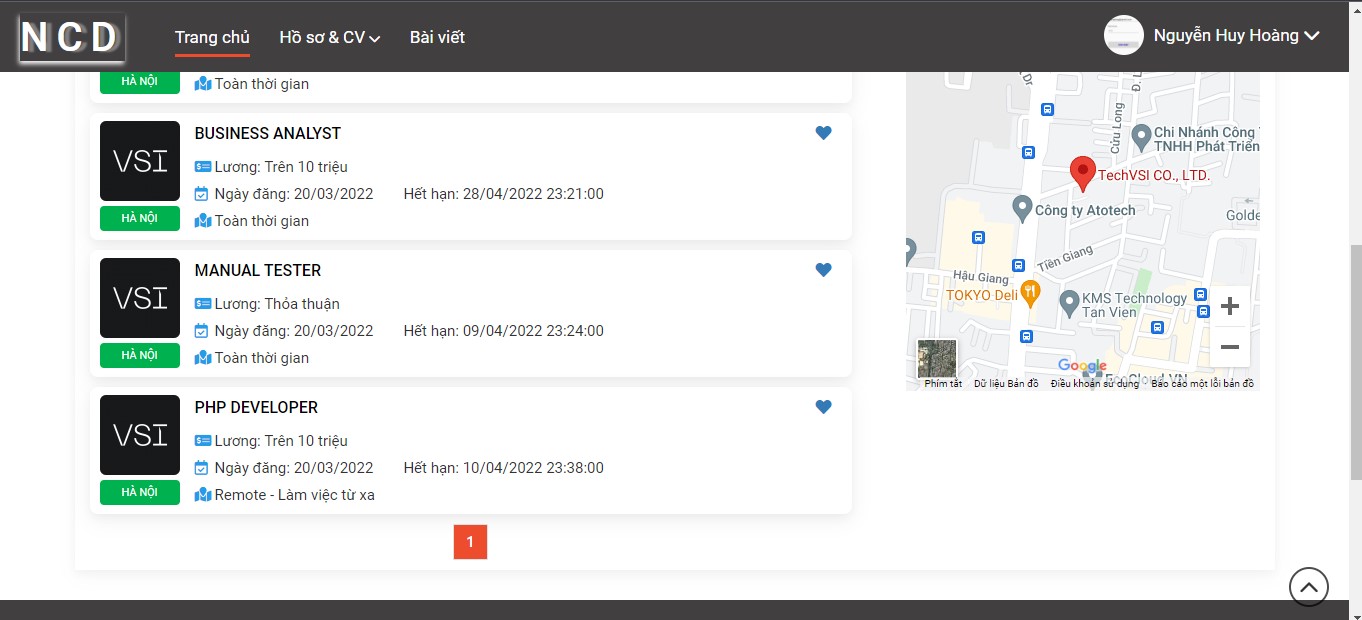 NCD
Trang chủ
Hồ sơ & CV
Bài viết
Nguyễn Huy Hoàng
HÀ NỘI
Toàn thời gian
VSI
HÀ NỘI
BUSINESS ANALYST
Lương: Trên 10 triệu
Ngày đăng: 20/03/2022 Hết hạn: 28/04/2022 23:21:00
Toàn thời gian
VSI
HÀ NỘI
MANUAL TESTER
Lương: Thỏa thuận
Ngày đăng: 20/03/2022 Hết hạn: 09/04/2022 23:24:00
Toàn thời gian
VSI
HÀ NỘI
PHP DEVELOPER
Lương: Trên 10 triệu
Ngày đăng: 20/03/2022 Hết hạn: 10/04/2022 23:38:00
Remote - Làm việc từ xa
1
Cửu Long
Chi Nhánh Công
TNHH Phát Triển
TechVSI CO., LTD.
Công ty Atotech
Golde
Tiền Giang
Hậu Giang
TOKYO Deli
KMS Technology
Tan Vien
Google
EcoCloud VN
Phím tắt
Dữ liệu Bản đồ
Điều khoản sử dụng
Báo cáo một lỗi bản đồ